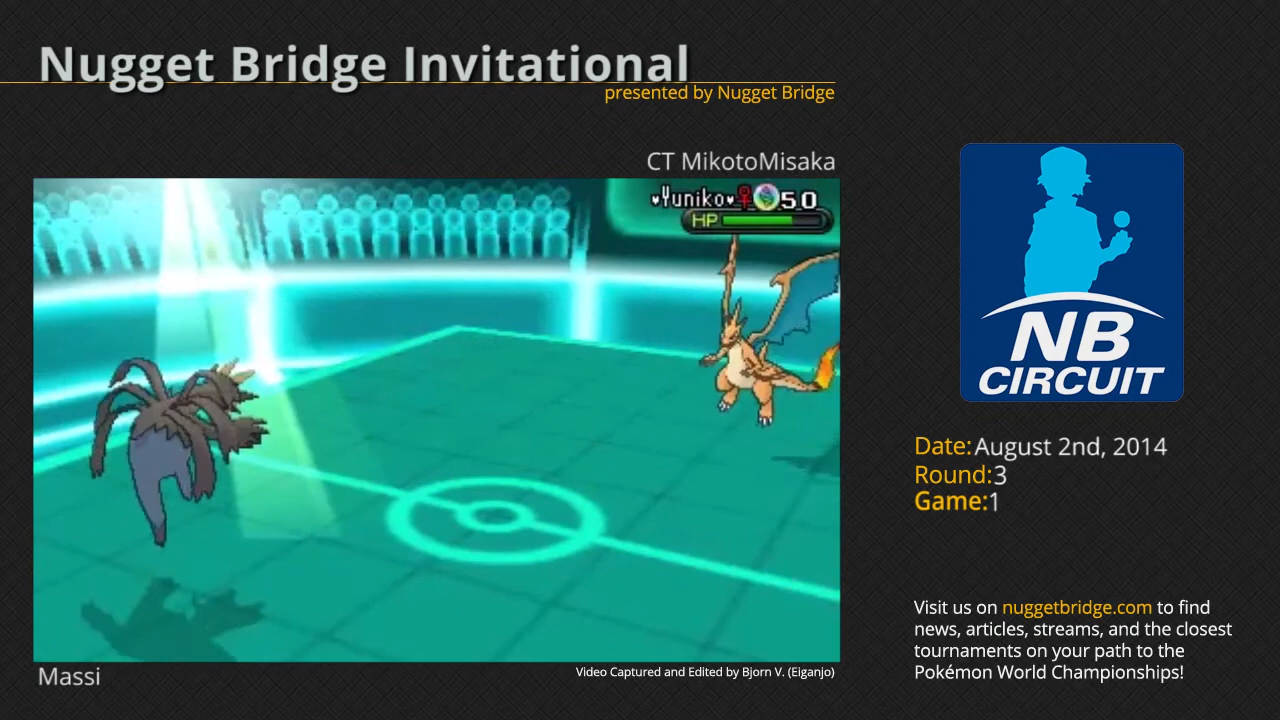 Nugget Bridge Invitational
presented by Nugget Bridge
CT MikotoMisaka
♥Yuniko♥♀ 50
HP
NB
CIRCUIT
Date: August 2nd, 2014
Round: 3
Game: 1
Visit us on nuggetbridge.com to find
news, articles, streams, and the closest
tournaments on your path to the
Pokémon World Championships!
Massi
Video Captured and Edited by Bjorn V. (Eiganjo)